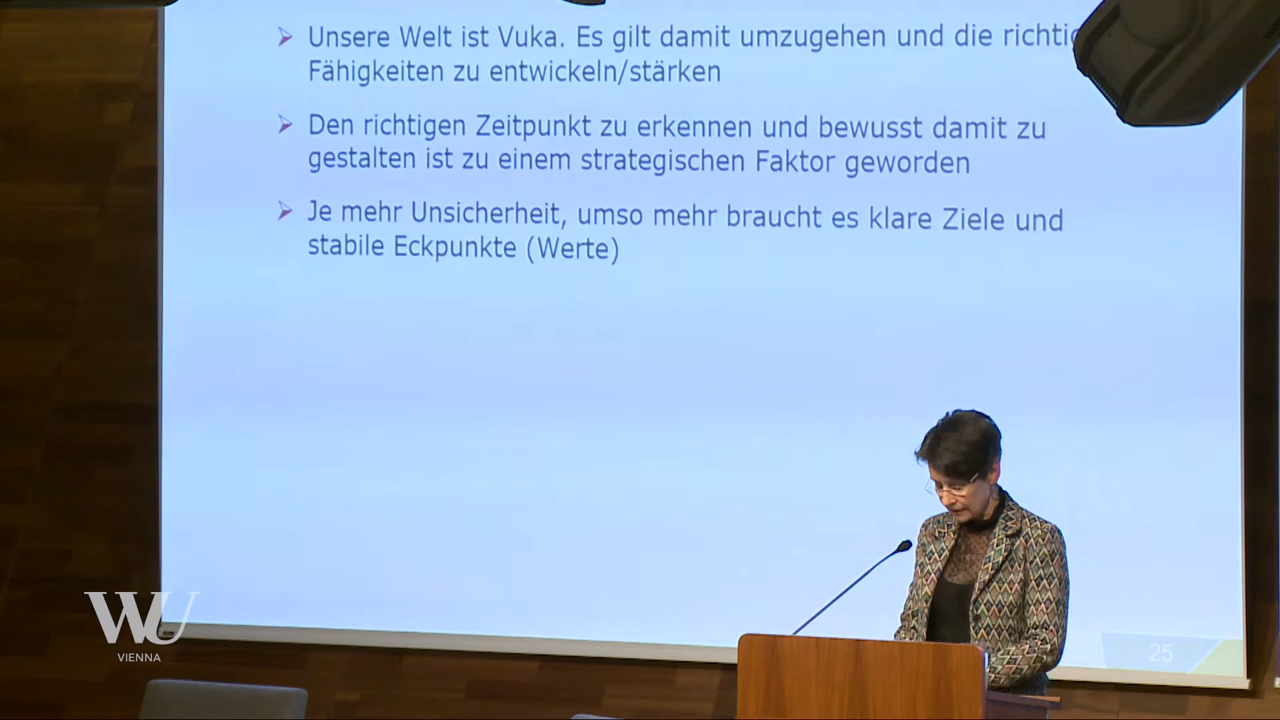 Unsere Welt ist Vuka. Es gilt damit umzugehen und die
Fähigkeiten zu entwickeln/stärken
Den richtigen Zeitpunkt zu erkennen und bewusst damit zu
gestalten ist zu einem strategischen Faktor geworden
Je mehr Unsicherheit, umso mehr braucht es klare Ziele und
stabile Eckpunkte (Werte)
WU
VIENNA
25